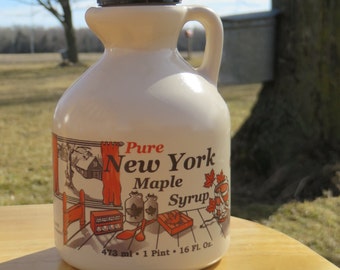 Pure
New York
Maple
Syrup
473 ml • 1 Pint • 16 Fl. Oz.